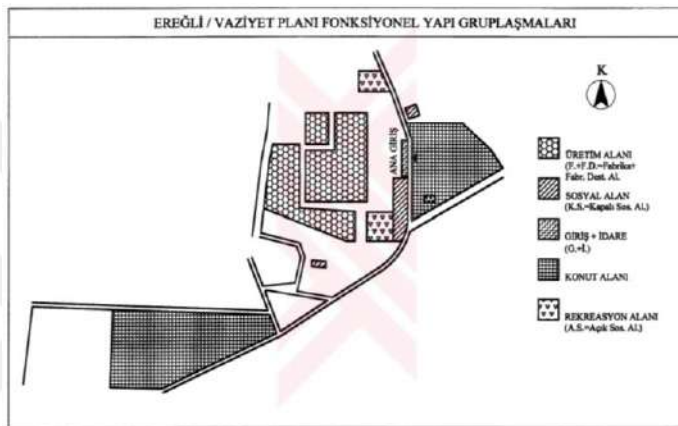 EREĞLİ / VAZİYET PLANI FONKSİYONEL YAPI GRUPLAŞMALARI
K
ANA GİRİŞ
ÜRETİM ALANI
(F.+F.D.=Fabrika+
Fabr. Dest. Al.
SOSYAL ALAN
(K.S.=Kapalı Sos. Al.)
GİRİŞ + İDARE
(G.+İ.)
KONUT ALANI
REKREASYON ALANI
(A.S.=Açık Sos. Al.)